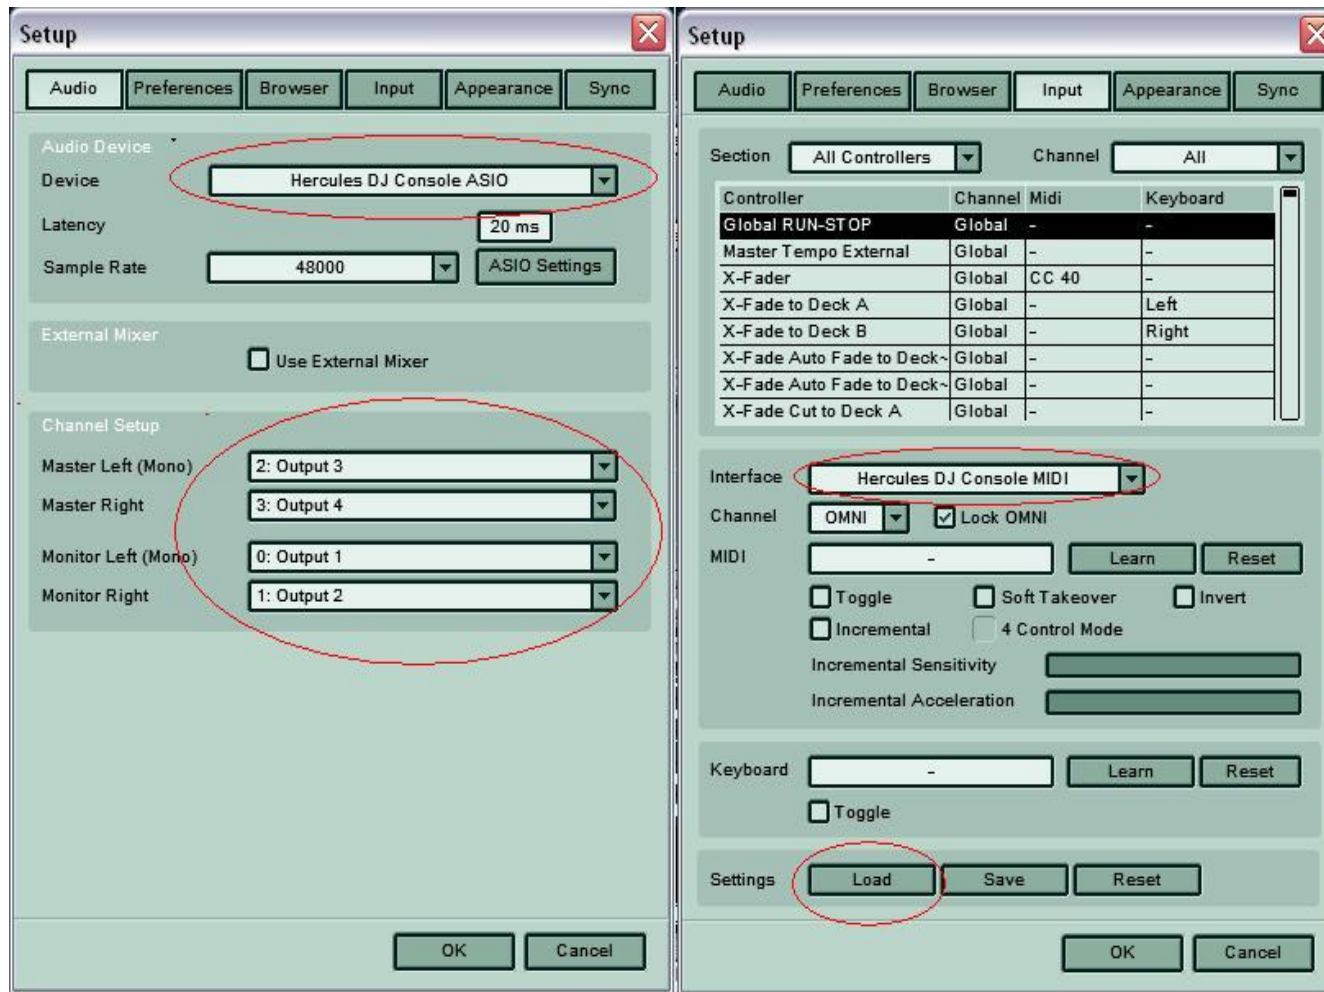 Setup
Audio Preferences Browser Input Appearance Sync
Audio Device
Device Hercules DJ Console ASIO
Latency 20 ms
Sample Rate 48000 ASIO Settings
External Mixer
Use External Mixer
Channel Setup
Master Left (Mono) 2: Output 3
Master Right 3: Output 4
Monitor Left (Mono) 0: Output 1
Monitor Right 1: Output 2
OK Cancel
Setup
Audio Preferences Browser Input Appearance Sync
Section All Controllers Channel All
Controller Channel Midi Keyboard
Global RUN-STOP Global - -
Master Tempo External Global - -
X-Fader Global CC 40 -
X-Fade to Deck A Global - Left
X-Fade to Deck B Global - Right
X-Fade Auto Fade to Deck~ Global - -
X-Fade Auto Fade to Deck~ Global - -
X-Fade Cut to Deck A Global - -
Interface Hercules DJ Console MIDI
Channel OMNI Lock OMNI
MIDI - Learn Reset
Toggle Soft Takeover Invert
Incremental 4 Control Mode
Incremental Sensitivity
Incremental Acceleration
Keyboard - Learn Reset
Toggle
Settings Load Save Reset
OK Cancel